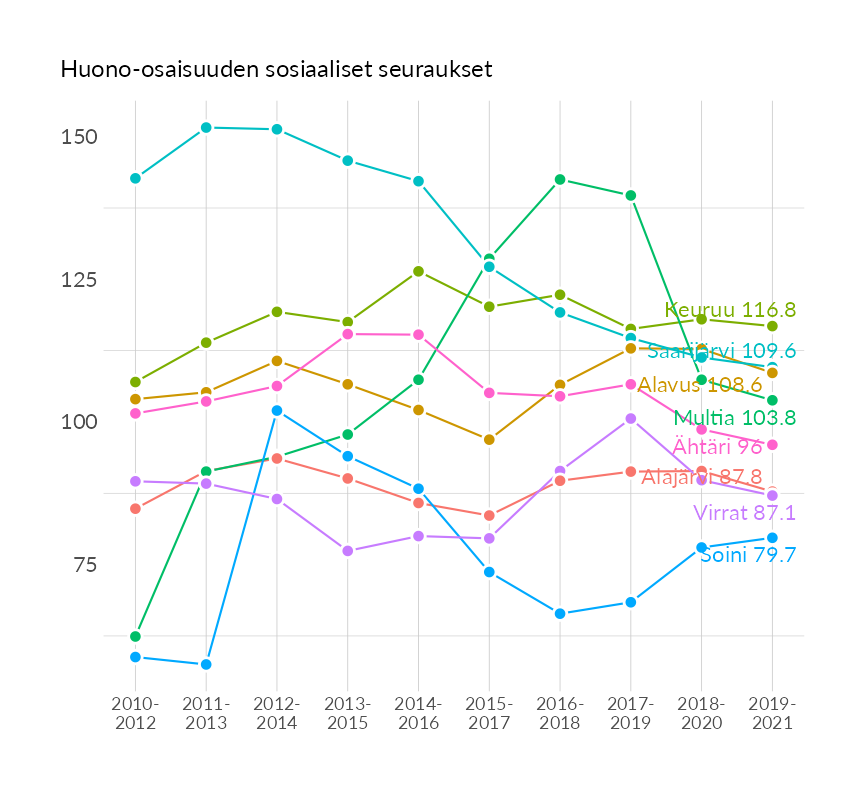 Huono-osaisuuden sosiaaliset seuraukset
150
125
100
75
Keuruu 116.8
Saarijärvi 109.6
Alavus 108.6
Multia 103.8
Ähtäri 96
Alajärvi 87.8
Virrat 87.1
Soini 79.7
2010- 2011- 2012- 2013- 2014- 2015- 2016- 2017- 2018- 2019-
2012 2013 2014 2015 2016 2017 2018 2019 2020 2021